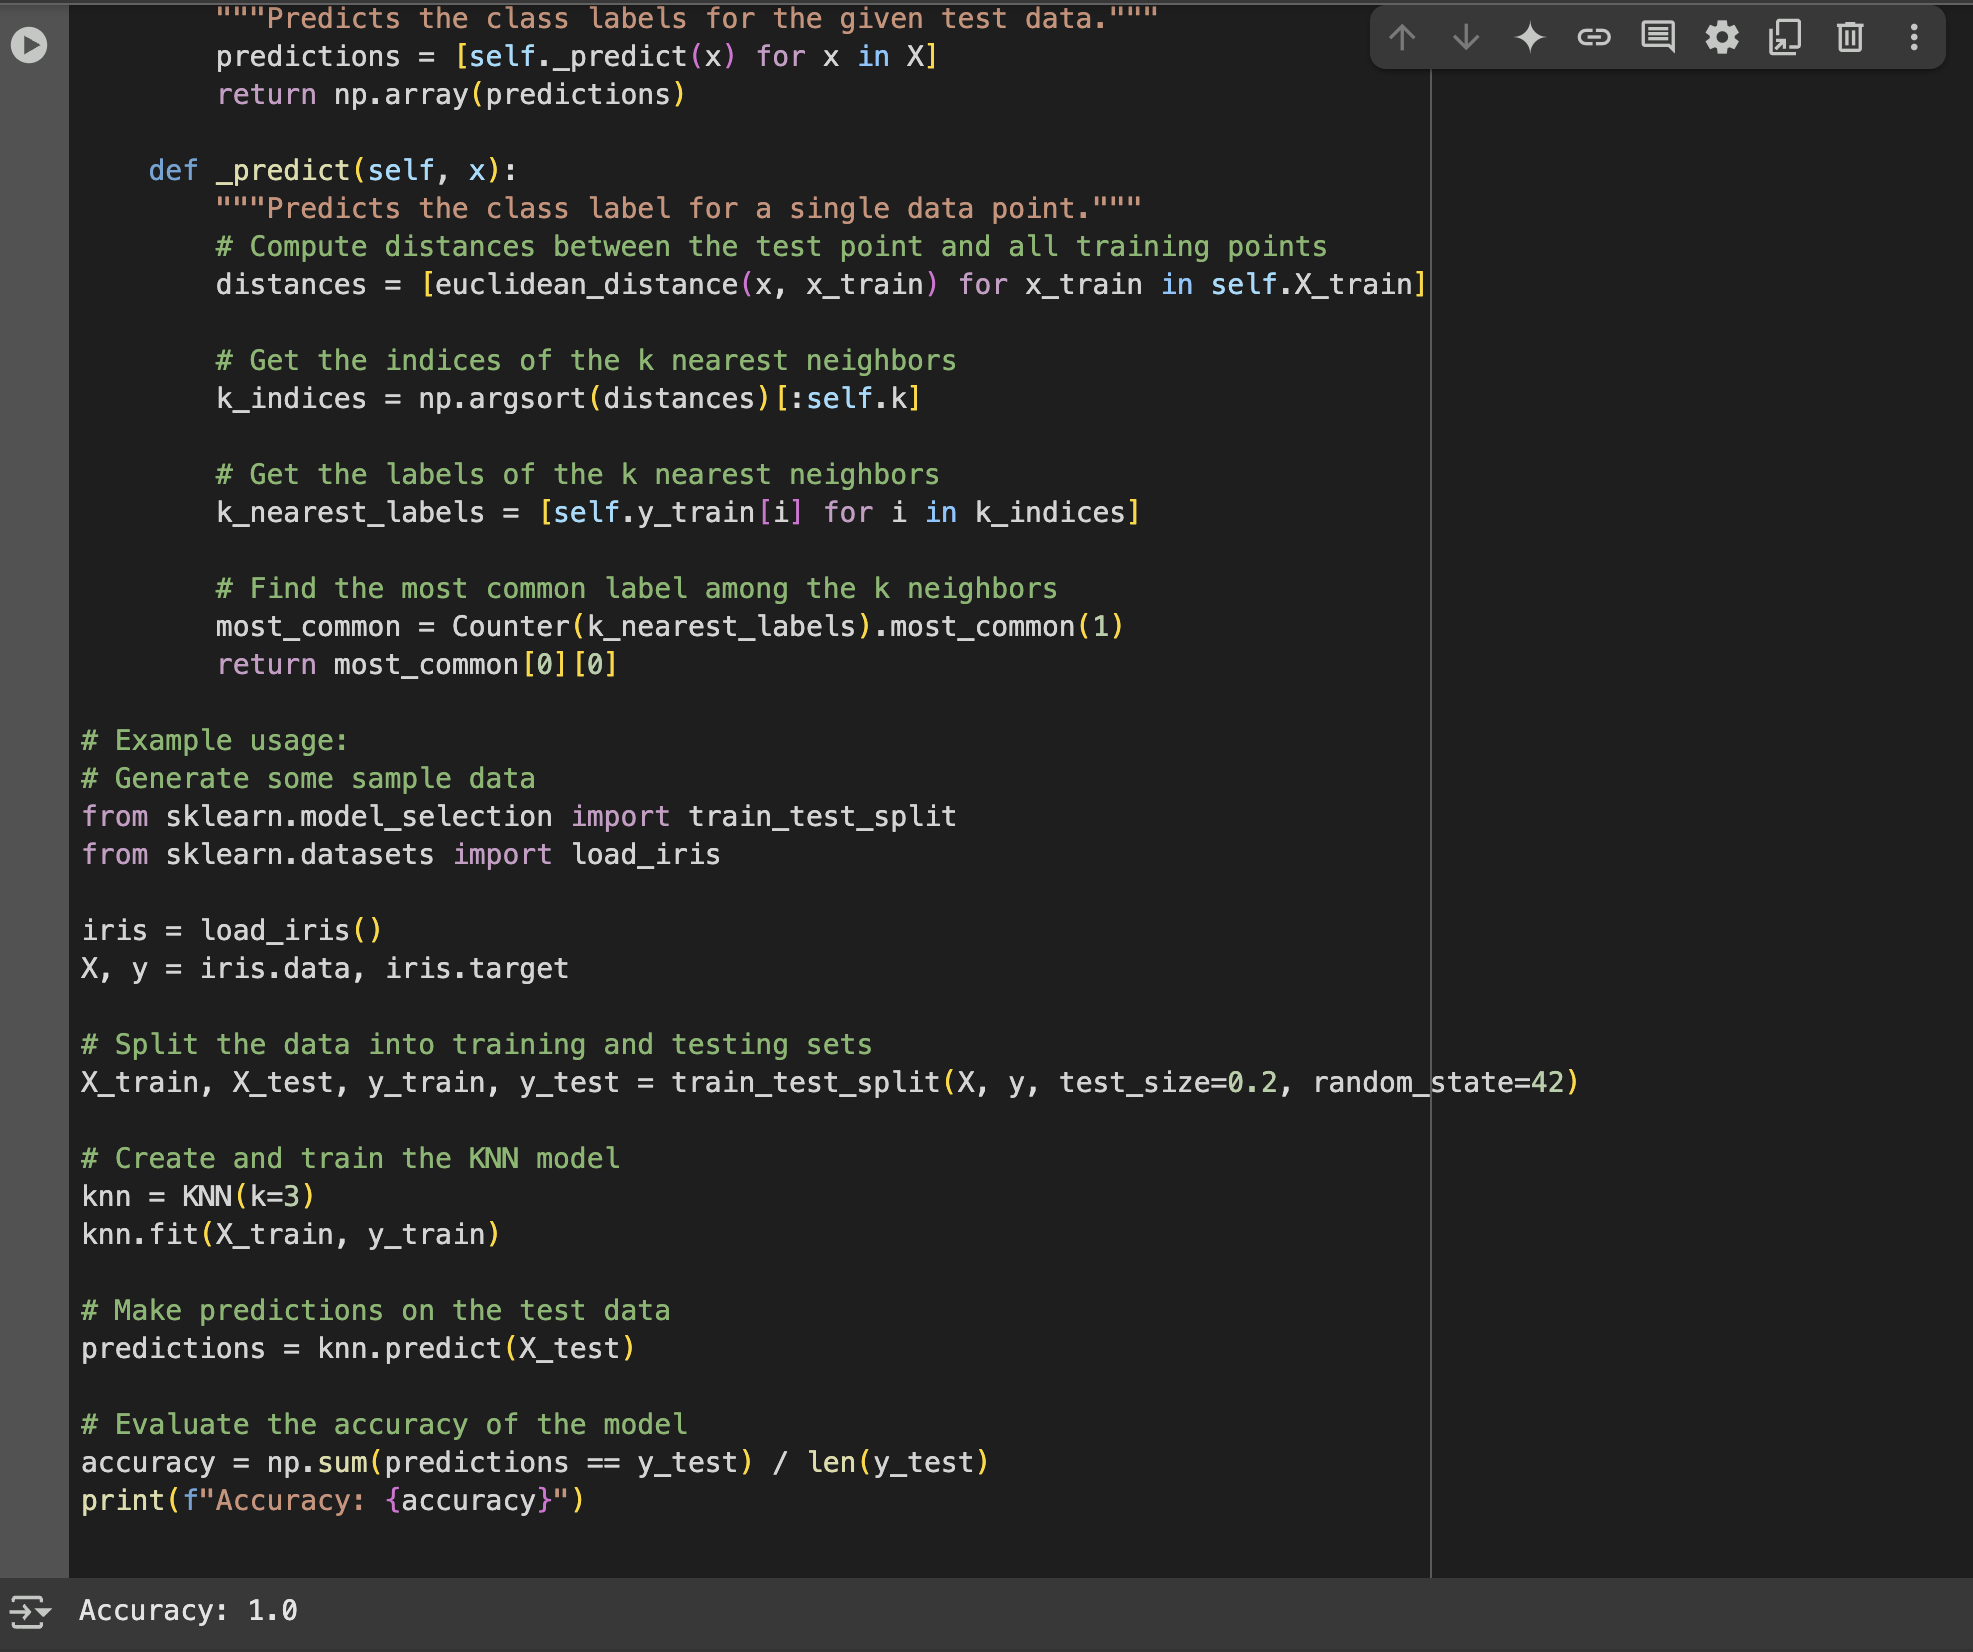 """Predicts the class labels for the given test data."""
        predictions = [self._predict(x) for x in X]
        return np.array(predictions)

    def _predict(self, x):
        """Predicts the class label for a single data point."""
        # Compute distances between the test point and all training points
        distances = [euclidean_distance(x, x_train) for x_train in self.X_train]

        # Get the indices of the k nearest neighbors
        k_indices = np.argsort(distances)[:self.k]

        # Get the labels of the k nearest neighbors
        k_nearest_labels = [self.y_train[i] for i in k_indices]

        # Find the most common label among the k neighbors
        most_common = Counter(k_nearest_labels).most_common(1)
        return most_common[0][0]

# Example usage:
# Generate some sample data
from sklearn.model_selection import train_test_split
from sklearn.datasets import load_iris

iris = load_iris()
X, y = iris.data, iris.target

# Split the data into training and testing sets
X_train, X_test, y_train, y_test = train_test_split(X, y, test_size=0.2, random_state=42)

# Create and train the KNN model
knn = KNN(k=3)
knn.fit(X_train, y_train)

# Make predictions on the test data
predictions = knn.predict(X_test)

# Evaluate the accuracy of the model
accuracy = np.sum(predictions == y_test) / len(y_test)
print(f"Accuracy: {accuracy}")

Accuracy: 1.0